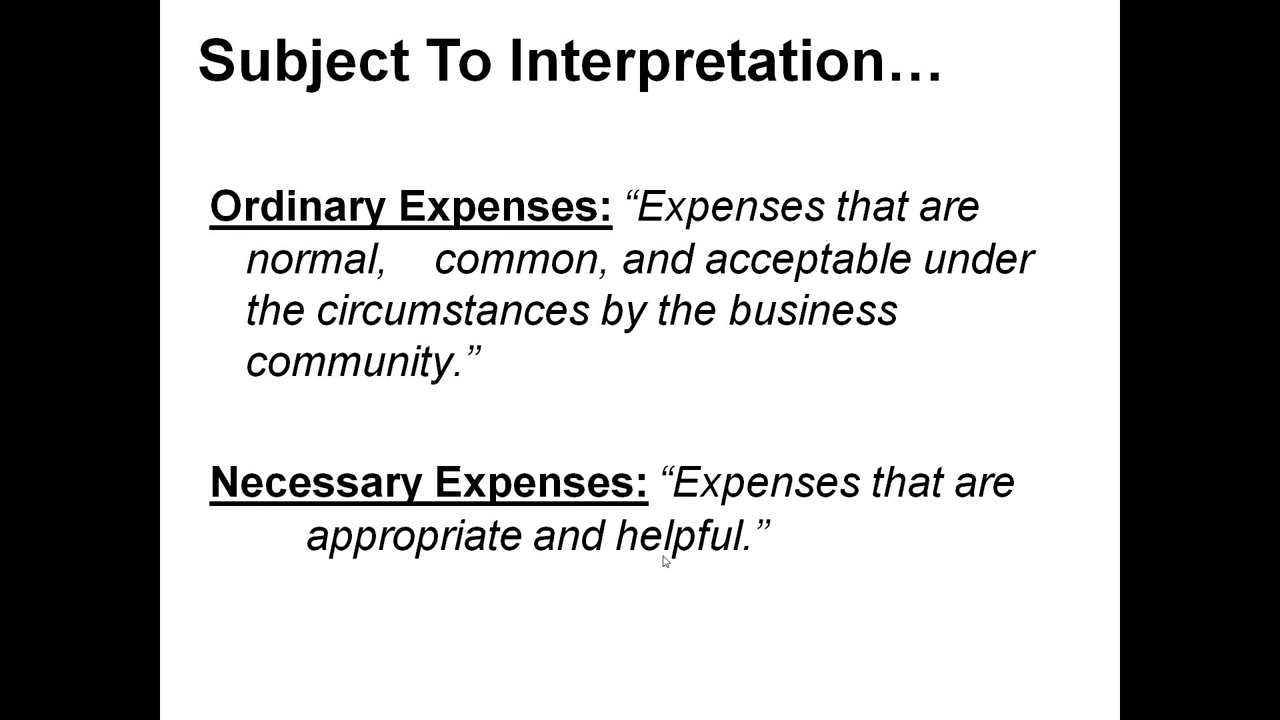 Subject To Interpretation…
Ordinary Expenses: “Expenses that are
normal, common, and acceptable under
the circumstances by the business
community.”
Necessary Expenses: “Expenses that are
appropriate and helpful.”